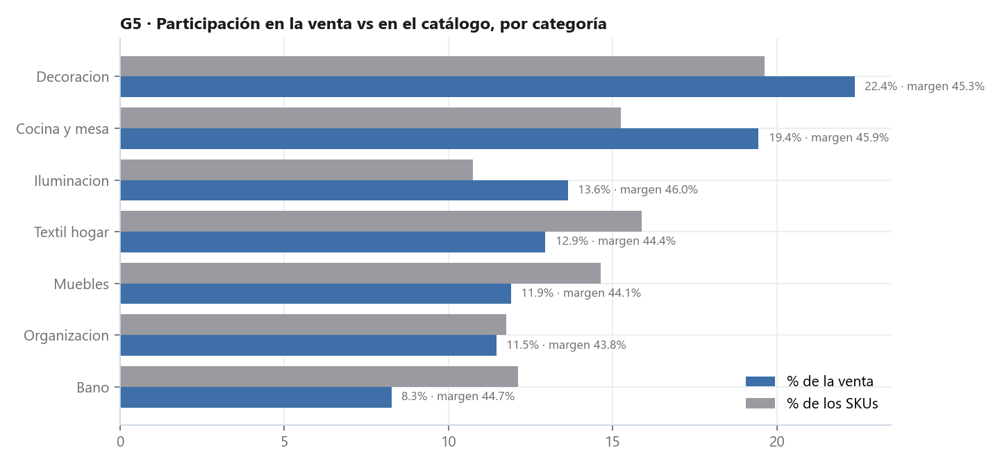 G5 · Participación en la venta vs en el catálogo, por categoría
Decoracion
22.4% · margen 45.3%
Cocina y mesa
19.4% · margen 45.9%
Iluminacion
13.6% · margen 46.0%
Textil hogar
12.9% · margen 44.4%
Muebles
11.9% · margen 44.1%
Organizacion
11.5% · margen 43.8%
Bano
8.3% · margen 44.7%
% de la venta
% de los SKUs
0 5 10 15 20